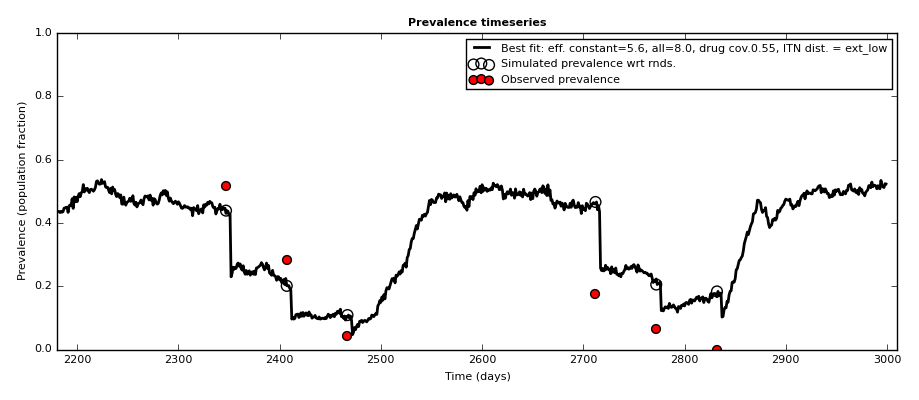 Prevalence timeseries
Best fit: eff. constant=5.6, all=8.0, drug cov.0.55, ITN dist. = ext_low
Simulated prevalence wrt rnds.
Observed prevalence
Prevalence (population fraction)
1.0
0.8
0.6
0.4
0.2
0.0
2200 2300 2400 2500 2600 2700 2800 2900 3000
Time (days)